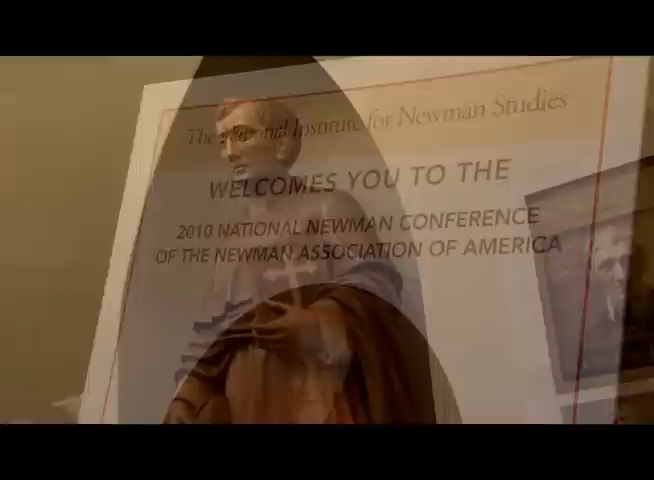 The National Institute for Newman Studies
WELCOMES YOU TO THE
2010 NATIONAL NEWMAN CONFERENCE
OF THE NEWMAN ASSOCIATION OF AMERICA